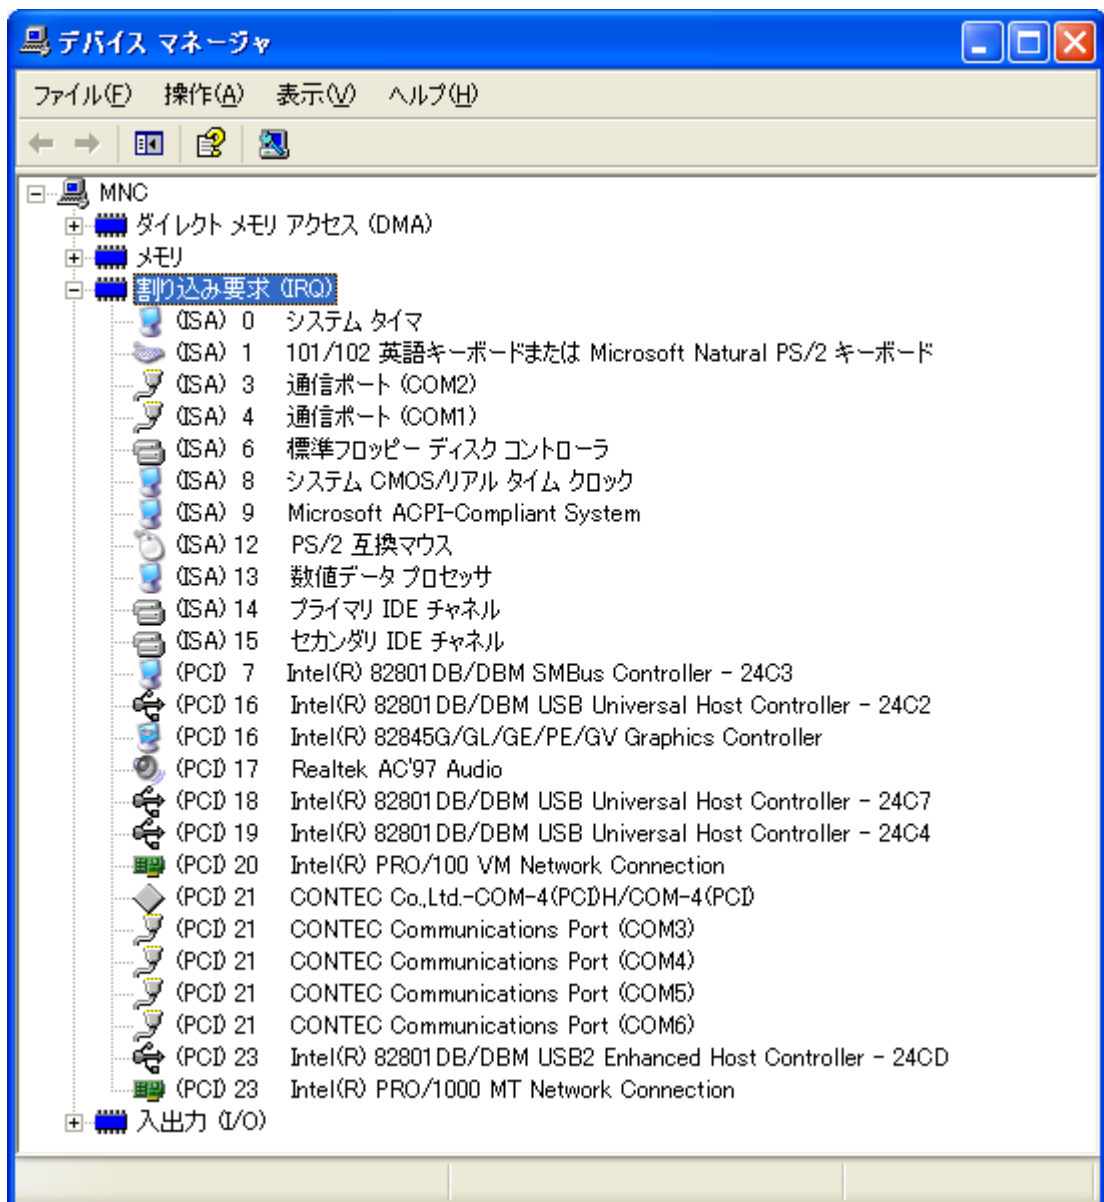 デバイス マネージャ
ファイル(F) 操作(A) 表示(V) ヘルプ(H)
MNC
ダイレクト メモリ アクセス (DMA)
メモリ
割り込み要求 (IRQ)
(ISA) 0 システム タイマ
(ISA) 1 101/102 英語キーボードまたは Microsoft Natural PS/2 キーボード
(ISA) 3 通信ポート (COM2)
(ISA) 4 通信ポート (COM1)
(ISA) 6 標準フロッピー ディスク コントローラ
(ISA) 8 システム CMOS/リアル タイム クロック
(ISA) 9 Microsoft ACPI-Compliant System
(ISA) 12 PS/2 互換マウス
(ISA) 13 数値データ プロセッサ
(ISA) 14 プライマリ IDE チャネル
(ISA) 15 セカンダリ IDE チャネル
(PCI) 7 Intel(R) 82801DB/DBM SMBus Controller - 24C3
(PCI) 16 Intel(R) 82801DB/DBM USB Universal Host Controller - 24C2
(PCI) 16 Intel(R) 82845G/GL/GE/PE/GV Graphics Controller
(PCI) 17 Realtek AC'97 Audio
(PCI) 18 Intel(R) 82801DB/DBM USB Universal Host Controller - 24C7
(PCI) 19 Intel(R) 82801DB/DBM USB Universal Host Controller - 24C4
(PCI) 20 Intel(R) PRO/100 VM Network Connection
(PCI) 21 CONTEC Co.,Ltd.-COM-4(PCI)H/COM-4(PCI)
(PCI) 21 CONTEC Communications Port (COM3)
(PCI) 21 CONTEC Communications Port (COM4)
(PCI) 21 CONTEC Communications Port (COM5)
(PCI) 21 CONTEC Communications Port (COM6)
(PCI) 23 Intel(R) 82801DB/DBM USB2 Enhanced Host Controller - 24CD
(PCI) 23 Intel(R) PRO/1000 MT Network Connection
入出力 (I/O)